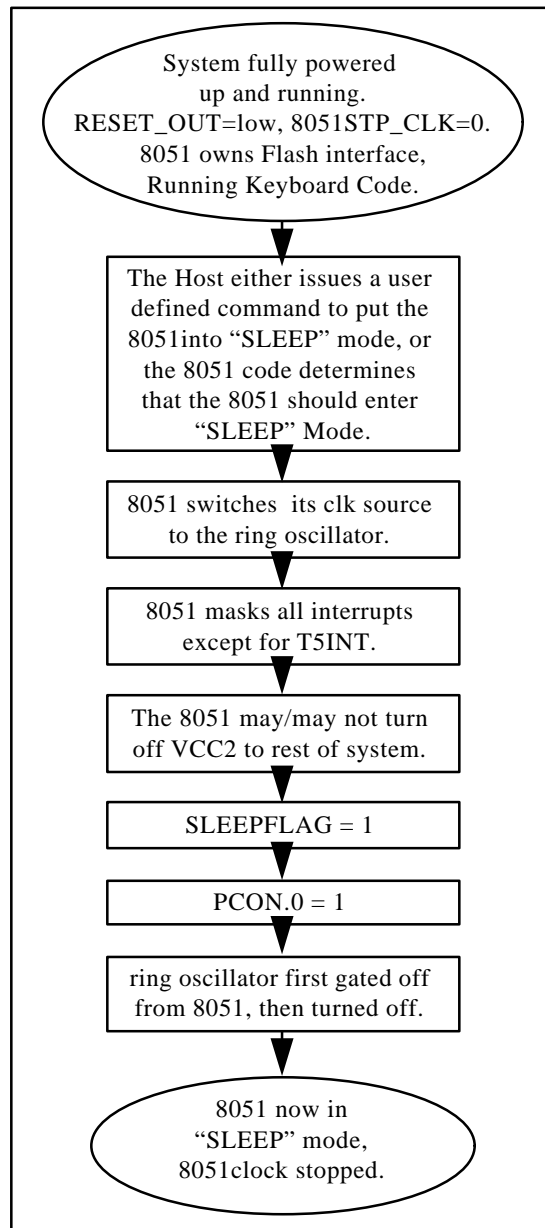 System fully powered
up and running.
RESET_OUT=low, 8051STP_CLK=0.
8051 owns Flash interface,
Running Keyboard Code.
The Host either issues a user
defined command to put the
8051into “SLEEP” mode, or
the 8051 code determines
that the 8051 should enter
“SLEEP” Mode.
8051 switches its clk source
to the ring oscillator.
8051 masks all interrupts
except for T5INT.
The 8051 may/may not turn
off VCC2 to rest of system.
SLEEPFLAG = 1
PCON.0 = 1
ring oscillator first gated off
from 8051, then turned off.
8051 now in
“SLEEP” mode,
8051clock stopped.